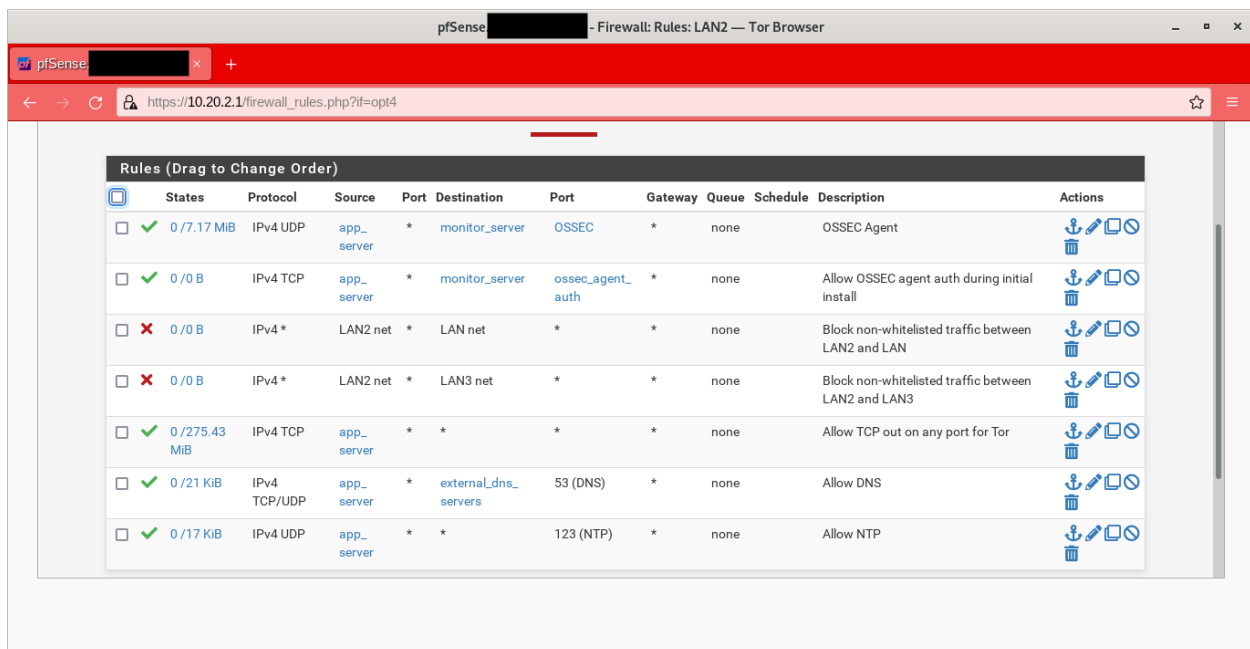 pfSense. - Firewall: Rules: LAN2 — Tor Browser
pfSense.
https://10.20.2.1/firewall_rules.php?if=opt4
Rules (Drag to Change Order)
States Protocol Source Port Destination Port Gateway Queue Schedule Description Actions
0 /7.17 MiB IPv4 UDP app_ * monitor_server OSSEC * none OSSEC Agent
server
0 /0 B IPv4 TCP app_ * monitor_server ossec_agent_ * none Allow OSSEC agent auth during initial
server auth install
0 /0 B IPv4 * LAN2 net * LAN net * * none Block non-whitelisted traffic between
LAN2 and LAN
0 /0 B IPv4 * LAN2 net * LAN3 net * * none Block non-whitelisted traffic between
LAN2 and LAN3
0 /275.43 IPv4 TCP app_ * * * * none Allow TCP out on any port for Tor
MiB server
0 /21 KiB IPv4 app_ * external_dns_ 53 (DNS) * none Allow DNS
TCP/UDP server servers
0 /17 KiB IPv4 UDP app_ * * 123 (NTP) * none Allow NTP
server